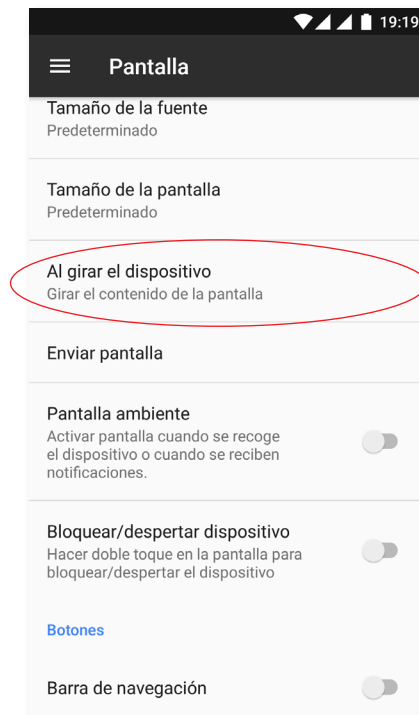 19:19
Pantalla
Tamaño de la fuente
Predeterminado
Tamaño de la pantalla
Predeterminado
Al girar el dispositivo
Girar el contenido de la pantalla
Enviar pantalla
Pantalla ambiente
Activar pantalla cuando se recoge
el dispositivo o cuando se reciben
notificaciones.
Bloquear/despertar dispositivo
Hacer doble toque en la pantalla para
bloquear/despertar el dispositivo
Botones
Barra de navegación